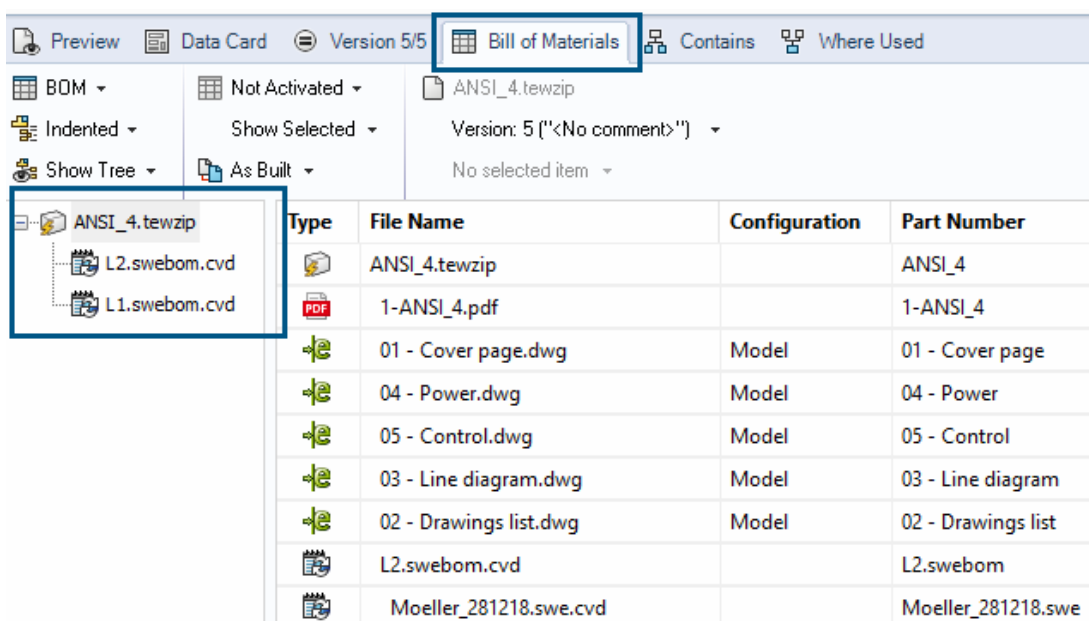 Preview Data Card Version 5/5 Bill of Materials Contains Where Used
BOM Not Activated ANSI_4.tewzip
Indented Show Selected Version: 5 ("<No comment>")
Show Tree As Built No selected item
ANSI_4.tewzip
L2.swebom.cvd
L1.swebom.cvd
Type File Name Configuration Part Number
ANSI_4.tewzip ANSI_4
PDF 1-ANSI_4.pdf 1-ANSI_4
01 - Cover page.dwg Model 01 - Cover page
04 - Power.dwg Model 04 - Power
05 - Control.dwg Model 05 - Control
03 - Line diagram.dwg Model 03 - Line diagram
02 - Drawings list.dwg Model 02 - Drawings list
L2.swebom.cvd L2.swebom
Moeller_281218.swe.cvd Moeller_281218.swe